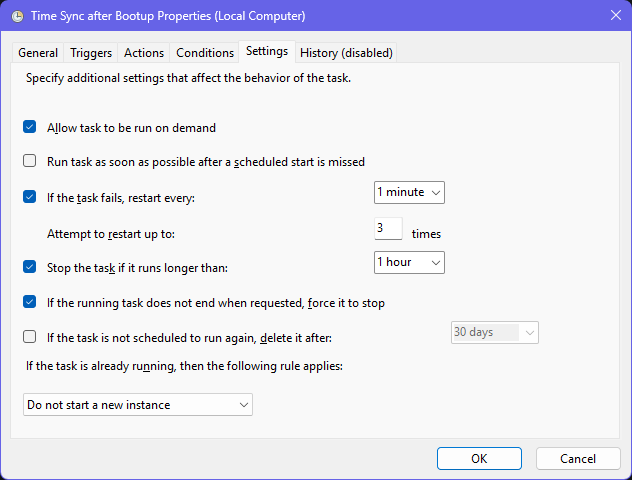 Time Sync after Bootup Properties (Local Computer)
General Triggers Actions Conditions Settings History (disabled)
Specify additional settings that affect the behavior of the task.
Allow task to be run on demand
Run task as soon as possible after a scheduled start is missed
If the task fails, restart every: 1 minute
Attempt to restart up to: 3 times
Stop the task if it runs longer than: 1 hour
If the running task does not end when requested, force it to stop
If the task is not scheduled to run again, delete it after: 30 days
If the task is already running, then the following rule applies:
Do not start a new instance
OK Cancel